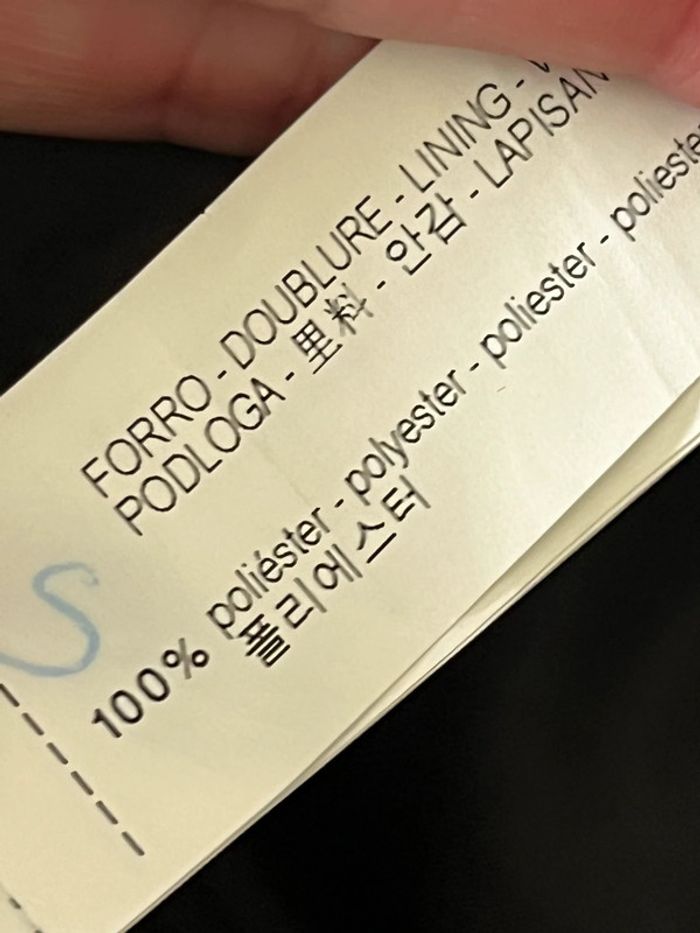 FORRO - DOUBLURE - LINING -
PODLOGA - 里料 - 안감 - LAPISAN
100% poliéster - polyester - poliester - poliester
폴리에스터
S